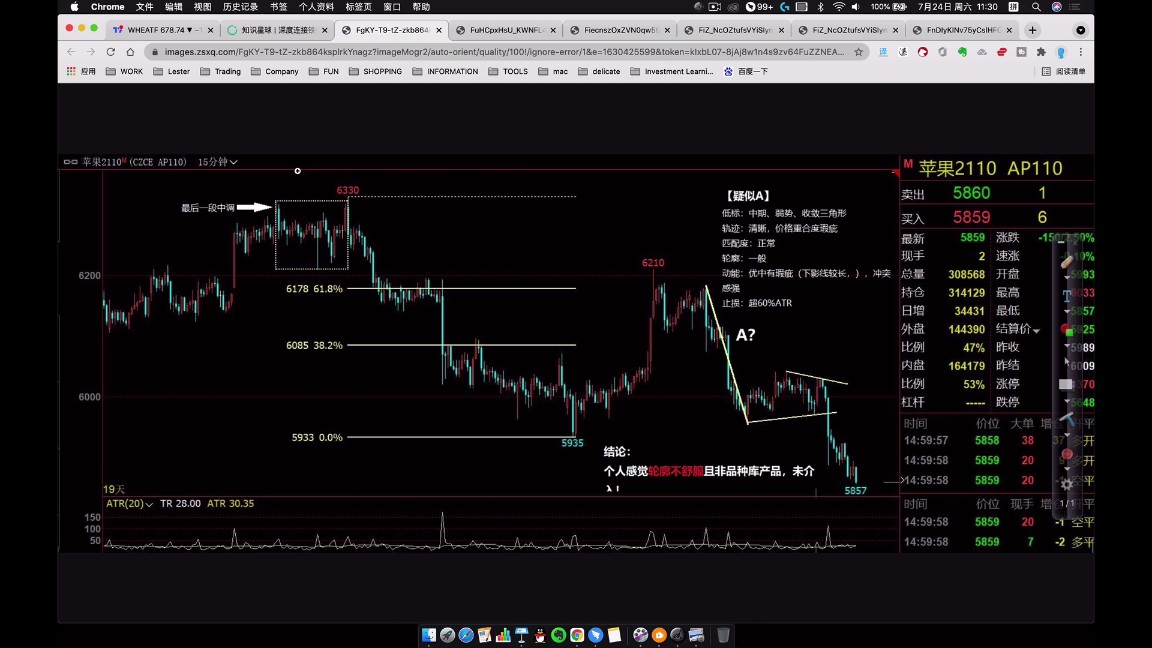 Chrome 文件 编辑 视图 历史记录 书签 个人资料 标签页 窗口 帮助 99+ 100% 7月24日 周六 11:30
WHEATF 678.74 知识星球 | 深度连接铁 FgKY-T9-tZ-zkb864 FuHCpxHsU_KWNFL FiecnszOxZVN0qw5 FiZ_NcOZtufsVYiSly FiZ_NcOZtufsVYiSly FnDlyKlNv75yCsIHF
images.zsxq.com/FgKY-T9-tZ-zkb864ksplrkYnagz?imageMogr2/auto-orient/quality/100!/ignore-error/1&e=1630425599&token=kIxbL07-8jAj8w1n4s9zv64FuZZNEA...
应用 WORK Lester Trading Company FUN SHOPPING INFORMATION TOOLS mac delicate Investment Learni... 百度一下 阅读清单
苹果2110M (CZCE AP110) 15分钟
M 苹果2110 AP110
卖出 5860 1
买入 5859 6
最新 5859 涨跌
现手 2 速涨
总量 308568 开盘
持仓 314129 最高
日增 34431 最低
外盘 144390 结算价
比例 47% 昨收
内盘 164179 昨结
比例 53% 涨停
杠杆 ----- 跌停
时间 价位 大单
14:59:57 5858 38
14:59:58 5859 20
14:59:58 5859 20
时间 价位 现手
14:59:58 5859 20 -1 空平
14:59:58 5859 7 -2 多平
最后一段中调
6330
6200
6000
6178 61.8%
6085 38.2%
5933 0.0%
5935
6210
【疑似A】
低标：中期、弱势、收敛三角形
轨迹：清晰，价格重合度瑕疵
匹配度：正常
轮廓：一般
动能：优中有瑕疵（下影线较长，），冲突
感强
止损：超60%ATR
A?
结论：
个人感觉轮廓不舒服且非品种库产品，未介
5857
19天
ATR(20) TR 28.00 ATR 30.35
150
100
50